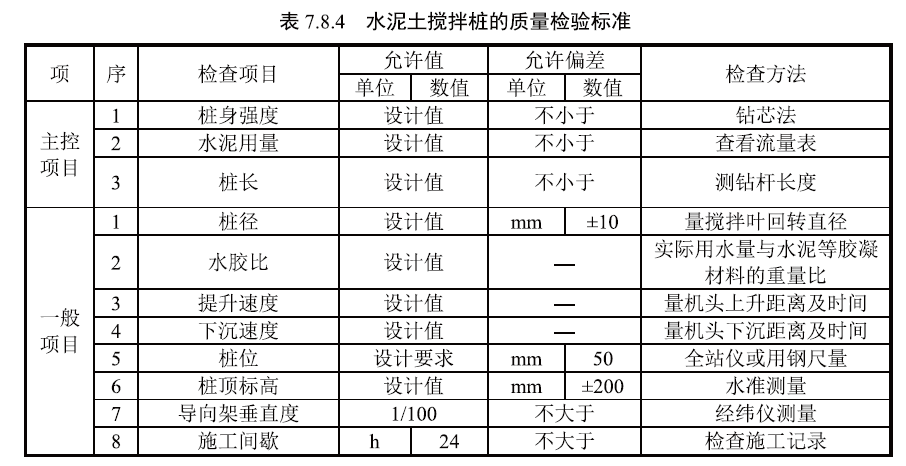 表 7.8.4 水泥土搅拌桩的质量检验标准
项 序 检查项目 允许值 允许偏差 检查方法
单位 数值 单位 数值
主控项目 1 桩身强度 设计值 不小于 钻芯法
2 水泥用量 设计值 不小于 查看流量表
3 桩长 设计值 不小于 测钻杆长度
一般项目 1 桩径 设计值 mm ±10 量搅拌叶回转直径
2 水胶比 设计值 — 实际用水量与水泥等胶凝
材料的重量比
3 提升速度 设计值 — 量机头上升距离及时间
4 下沉速度 设计值 — 量机头下沉距离及时间
5 桩位 设计要求 mm 50 全站仪或用钢尺量
6 桩顶标高 设计值 mm ±200 水准测量
7 导向架垂直度 1/100 不大于 经纬仪测量
8 施工间歇 h 24 不大于 检查施工记录